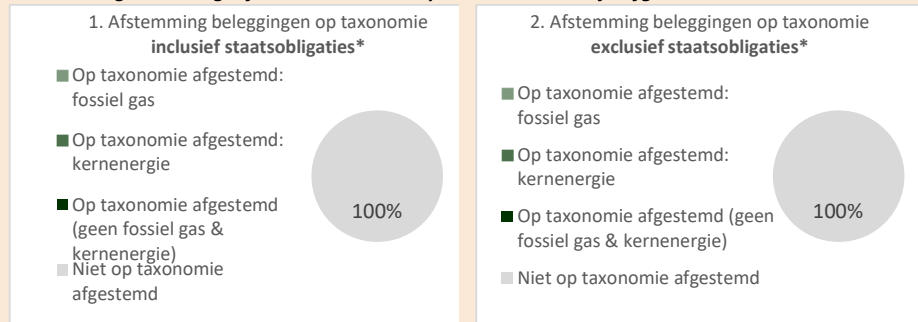 1. Afstemming beleggingen op taxonomie
inclusief staatsobligaties*
Op taxonomie afgestemd:
fossiel gas
Op taxonomie afgestemd:
kernenergie
Op taxonomie afgestemd
(geen fossiel gas &
kernenergie)
Niet op taxonomie
afgestemd
100%
2. Afstemming beleggingen op taxonomie
exclusief staatsobligaties*
Op taxonomie afgestemd:
fossiel gas
Op taxonomie afgestemd:
kernenergie
Op taxonomie afgestemd (geen
fossiel gas & kernenergie)
Niet op taxonomie afgestemd
100%